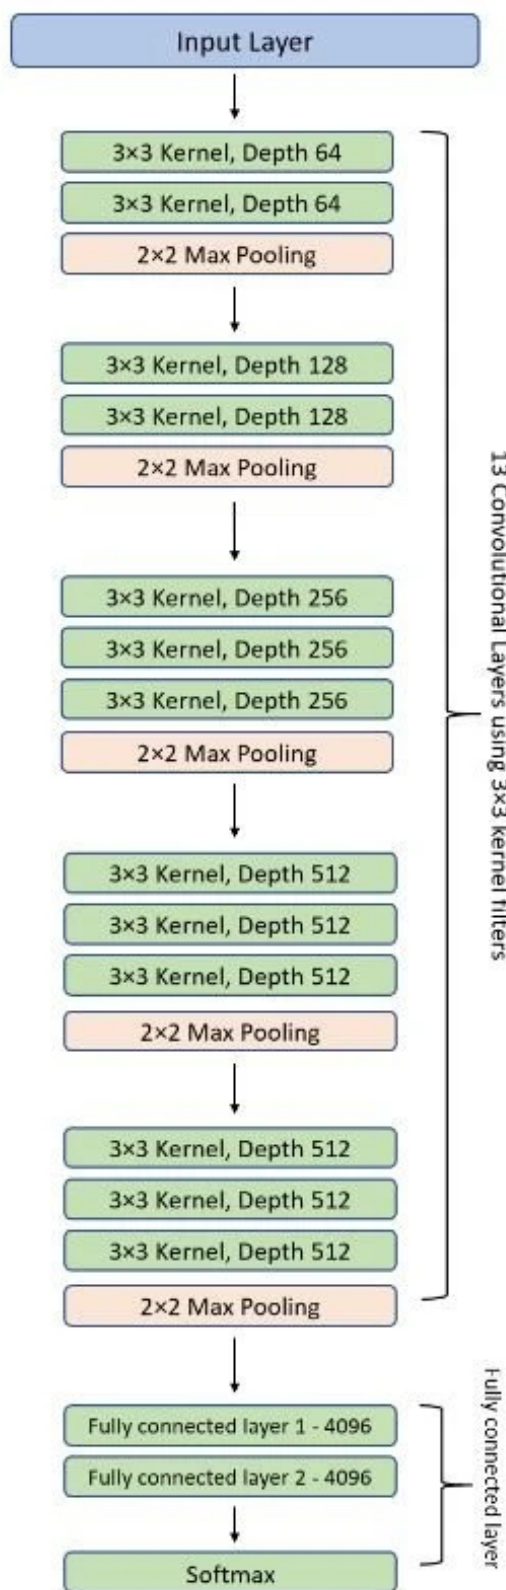 Input Layer
3×3 Kernel, Depth 64
3×3 Kernel, Depth 64
2×2 Max Pooling
3×3 Kernel, Depth 128
3×3 Kernel, Depth 128
2×2 Max Pooling
3×3 Kernel, Depth 256
3×3 Kernel, Depth 256
3×3 Kernel, Depth 256
2×2 Max Pooling
3×3 Kernel, Depth 512
3×3 Kernel, Depth 512
3×3 Kernel, Depth 512
2×2 Max Pooling
3×3 Kernel, Depth 512
3×3 Kernel, Depth 512
3×3 Kernel, Depth 512
2×2 Max Pooling
13 Convolutional Layers using 3×3 kernel filters
Fully connected layer 1 - 4096
Fully connected layer 2 - 4096
Softmax
Fully connected layer